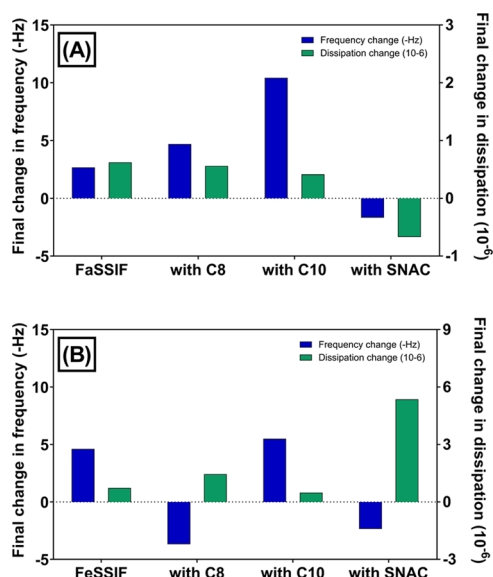 (A)
Frequency change (-Hz)
Dissipation change (10-6)
Final change in frequency (-Hz)
15
10
5
0
-5
Final change in dissipation (10⁻⁶)
3
2
1
0
-1
FaSSIF with C8 with C10 with SNAC
(B)
Frequency change (-Hz)
Dissipation change (10-6)
Final change in frequency (-Hz)
15
10
5
0
-5
Final change in dissipation (10⁻⁶)
9
6
3
0
-3
FeSSIF with C8 with C10 with SNAC